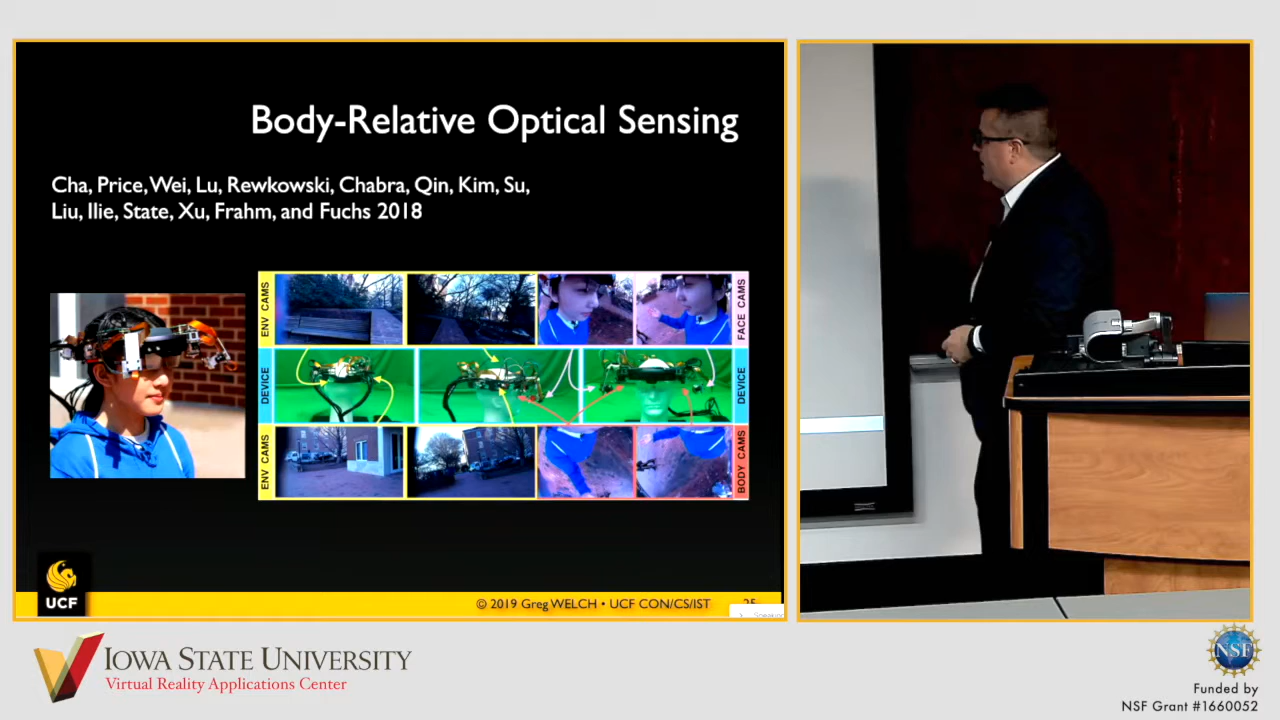 Body-Relative Optical Sensing
Cha, Price, Wei, Lu, Rewkowski, Chabra, Qin, Kim, Su,
Liu, Ilie, State, Xu, Frahm, and Fuchs 2018
ENV CAMS
FACE CAMS
DEVICE
DEVICE
ENV CAMS
BODY CAMS
UCF
© 2019 Greg WELCH • UCF CON/CS/IST
IOWA STATE UNIVERSITY
Virtual Reality Applications Center
NSF
Funded by
NSF Grant #1660052